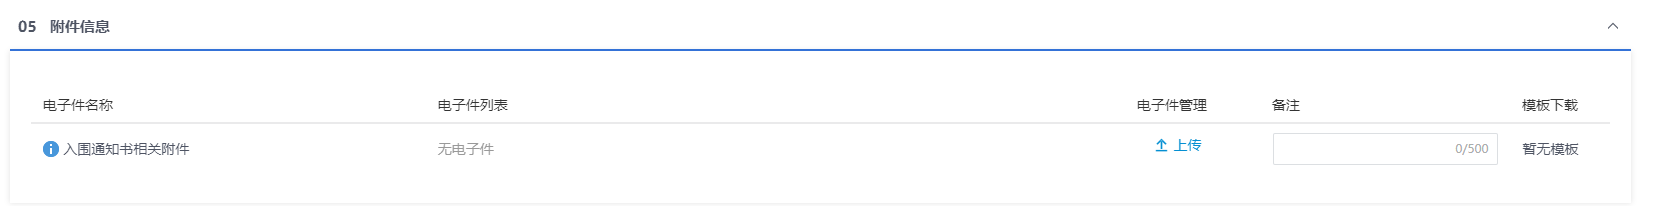 05 附件信息
电子件名称 电子件列表 电子件管理 备注 模板下载
入围通知书相关附件 无电子件 上传 0/500 暂无模板